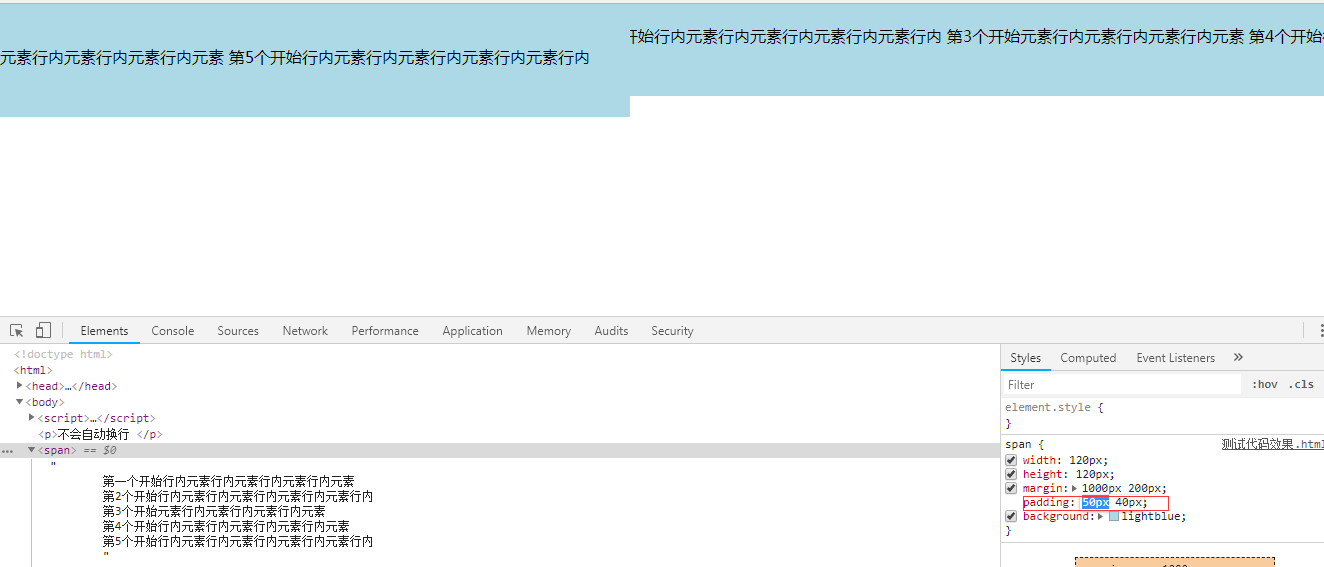 开始行内元素行内元素行内元素行内元素行内 第3个开始元素行内元素行内元素行内元素 第4个开始
元素行内元素行内元素行内元素 第5个开始行内元素行内元素行内元素行内元素行内
Elements Console Sources Network Performance Application Memory Audits Security
<!doctype html>
<html>
<head>…</head>
<body>
<script>…</script>
<p>不会自动换行 </p>
<span> == $0
"
第一个开始行内元素行内元素行内元素行内元素
第2个开始行内元素行内元素行内元素行内元素行内
第3个开始元素行内元素行内元素行内元素
第4个开始行内元素行内元素行内元素行内元素
第5个开始行内元素行内元素行内元素行内元素行内
"
Styles Computed Event Listeners »
Filter :hov .cls
element.style {
}
span { 测试代码效果.html
width: 120px;
height: 120px;
margin: 1000px 200px;
padding: 50px 40px;
background: lightblue;
}